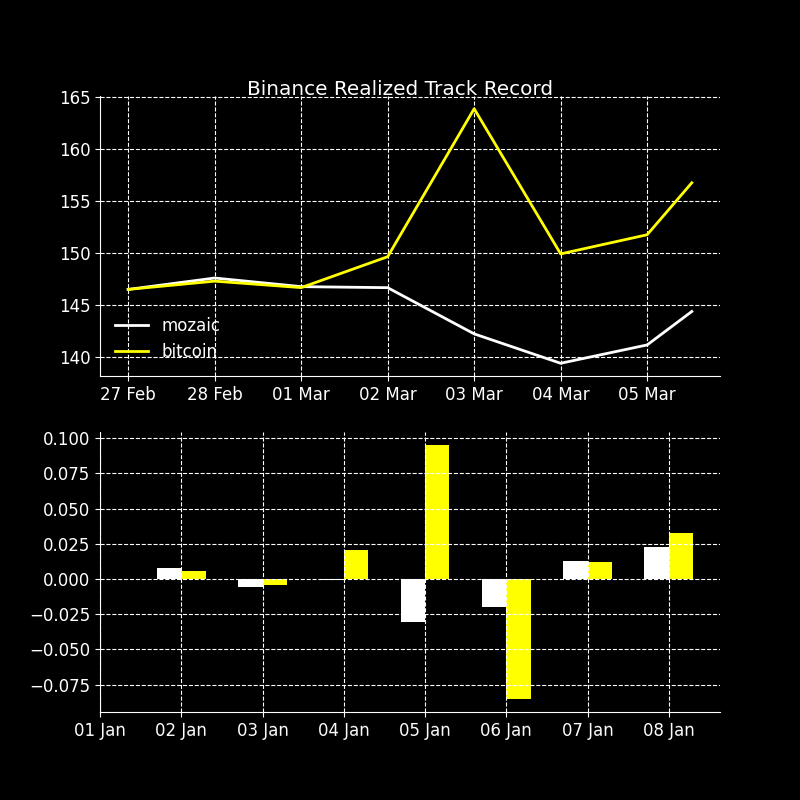 Binance Realized Track Record
165
160
155
150
145
140
mozaic
bitcoin
27 Feb 28 Feb 01 Mar 02 Mar 03 Mar 04 Mar 05 Mar
0.100
0.075
0.050
0.025
0.000
−0.025
−0.050
−0.075
01 Jan 02 Jan 03 Jan 04 Jan 05 Jan 06 Jan 07 Jan 08 Jan